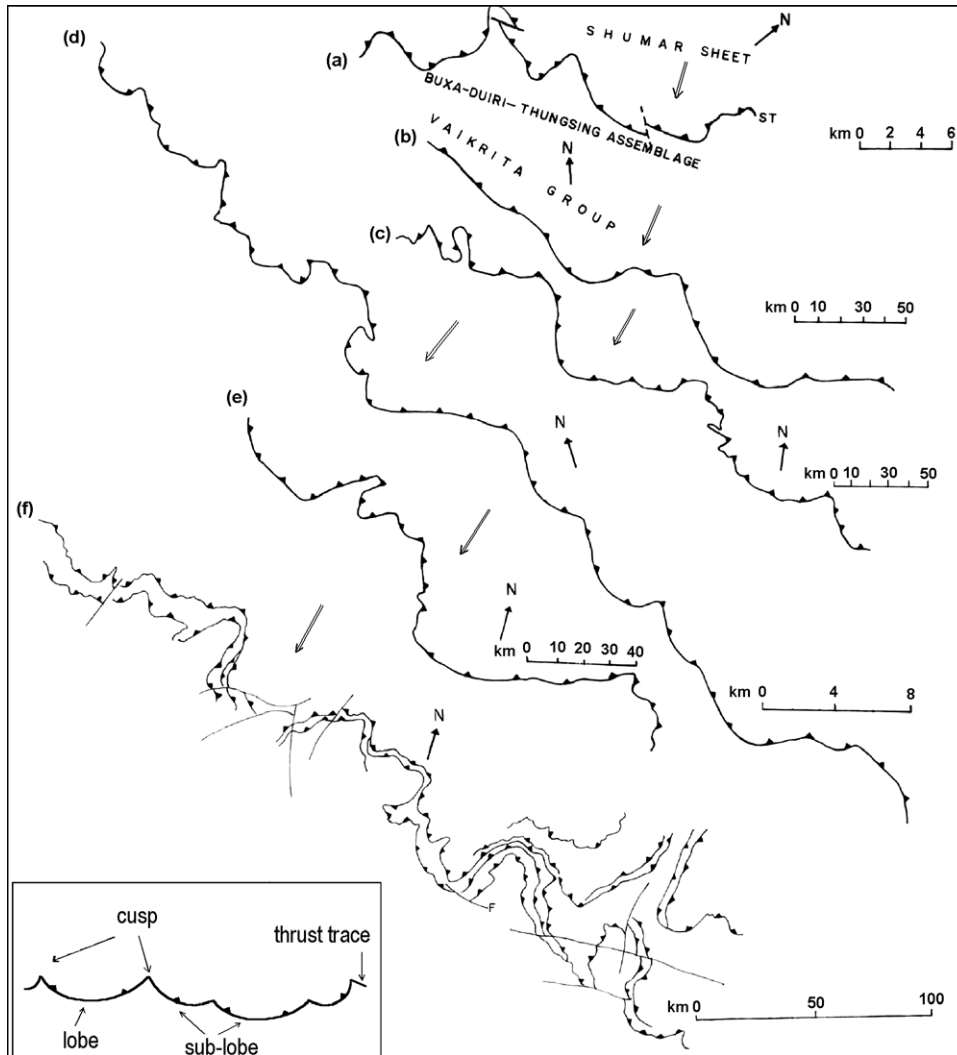 (d)
N
SHUMAR SHEET
(a)
BUXA-DUIRI-THUNGSING ASSEMBLAGE
ST
km 0 2 4 6
(b)
VAIKRITA GROUP
N
(c)
km 0 10 30 50
(e)
N
N
km 0 10 30 50
(f)
N
km 0 10 20 30 40
km 0 4 8
N
F
cusp
thrust trace
lobe
sub-lobe
km 0 50 100